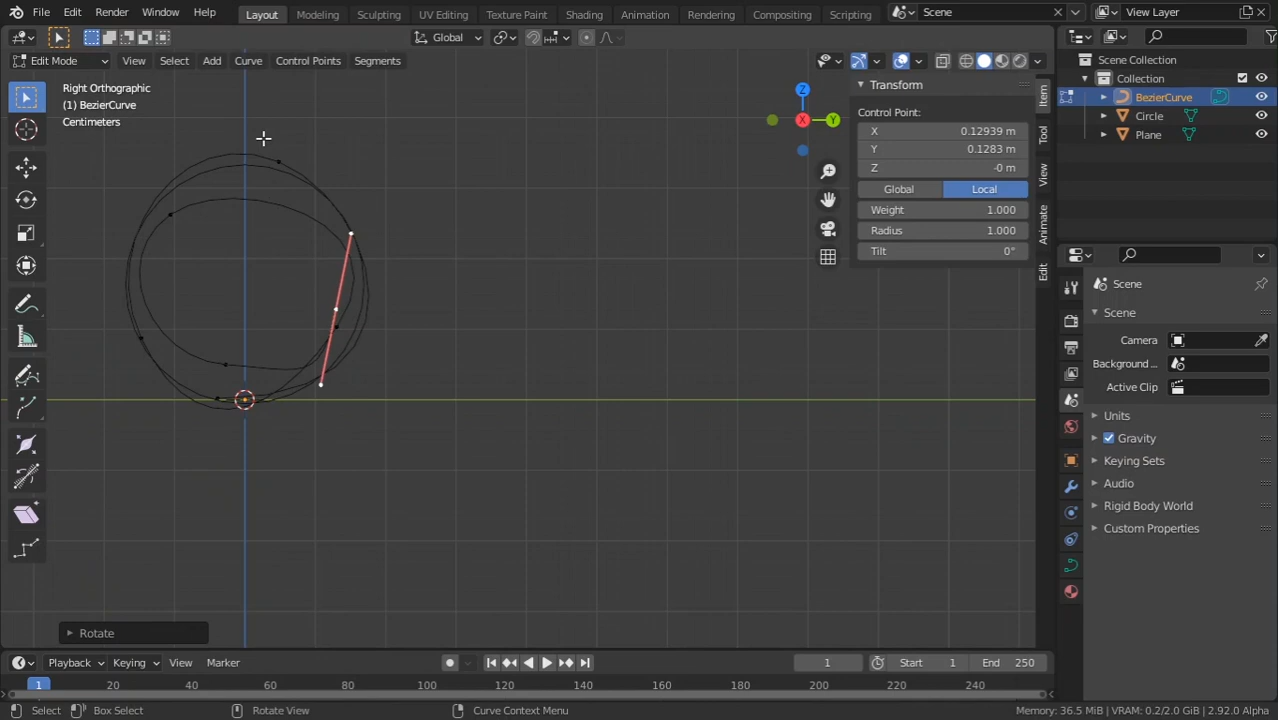 File Edit Render Window Help Layout Modeling Sculpting UV Editing Texture Paint Shading Animation Rendering Compositing Scripting Scene View Layer
Global
Edit Mode View Select Add Curve Control Points Segments
Right Orthographic
(1) BezierCurve
Centimeters
Z
X
Y
Transform
Control Point:
X 0.12939 m
Y 0.1283 m
Z -0 m
Global Local
Weight 1.000
Radius 1.000
Tilt 0°
Item
Tool
View
Animate
Edit
Scene Collection
Collection
BezierCurve
Circle
Plane
Scene
Scene
Camera
Background...
Active Clip
Units
Gravity
Keying Sets
Audio
Rigid Body World
Custom Properties
Rotate
Playback Keying View Marker 1 Start 1 End 250
1 20 40 60 80 100 120 140 160 180 200 220 240
Select Box Select Rotate View Curve Context Menu Memory: 36.5 MiB | VRAM: 0.2/2.0 GiB | 2.92.0 Alpha